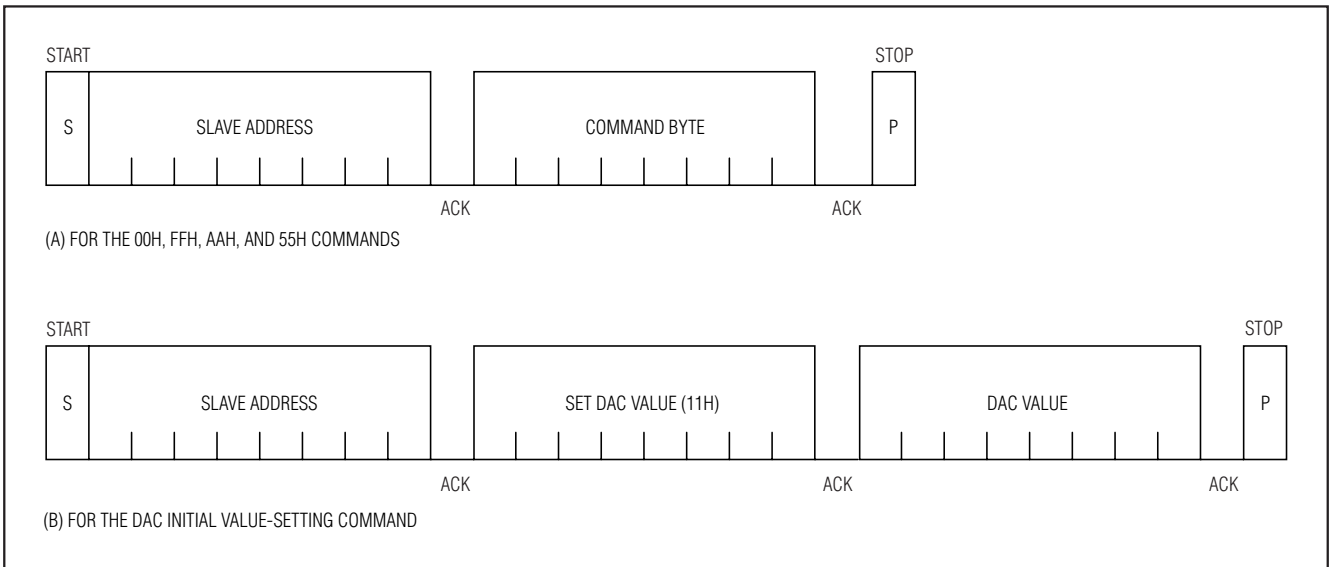 START STOP
S SLAVE ADDRESS COMMAND BYTE P
ACK ACK
(A) FOR THE 00H, FFH, AAH, AND 55H COMMANDS
START STOP
S SLAVE ADDRESS SET DAC VALUE (11H) DAC VALUE P
ACK ACK ACK
(B) FOR THE DAC INITIAL VALUE-SETTING COMMAND